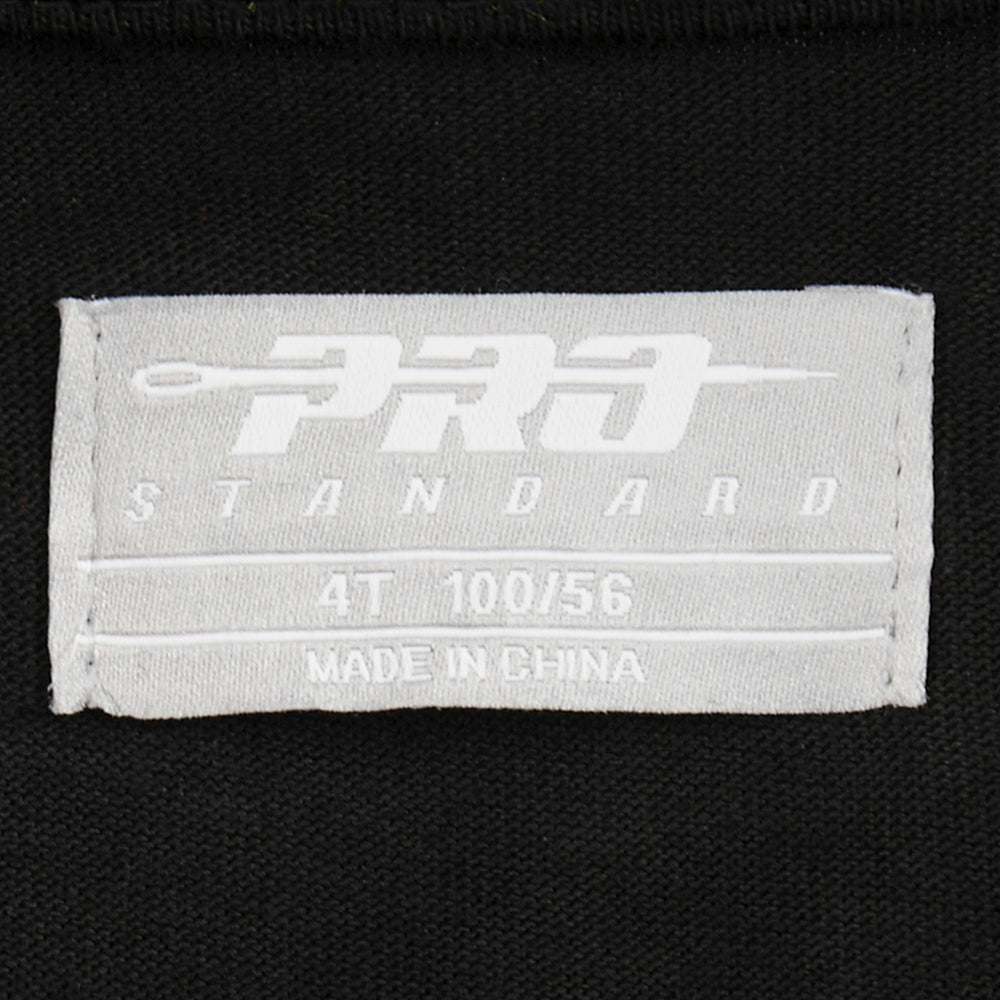 PRO
STANDARD
4T 100/56
MADE IN CHINA